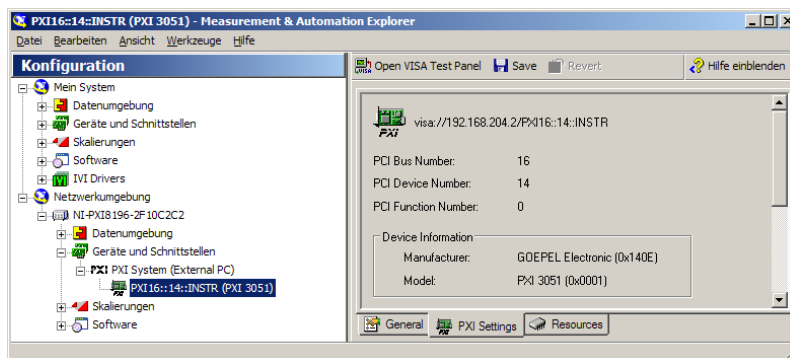 PXI16::14::INSTR (PXI 3051) - Measurement & Automation Explorer
Datei Bearbeiten Ansicht Werkzeuge Hilfe
Konfiguration
Mein System
Datenumgebung
Geräte und Schnittstellen
Skalierungen
Software
IVI Drivers
Netzwerkumgebung
NI-PXI8196-2F10C2C2
Datenumgebung
Geräte und Schnittstellen
PXI PXI System (External PC)
PXI16::14::INSTR (PXI 3051)
Skalierungen
Software
Open VISA Test Panel Save Revert Hilfe einblenden
visa://192.168.204.2/PXI16::14::INSTR
PXI
PCI Bus Number: 16
PCI Device Number: 14
PCI Function Number: 0
Device Information
Manufacturer: GOEPEL Electronic (0x140E)
Model: PXI 3051 (0x0001)
General PXI Settings Resources